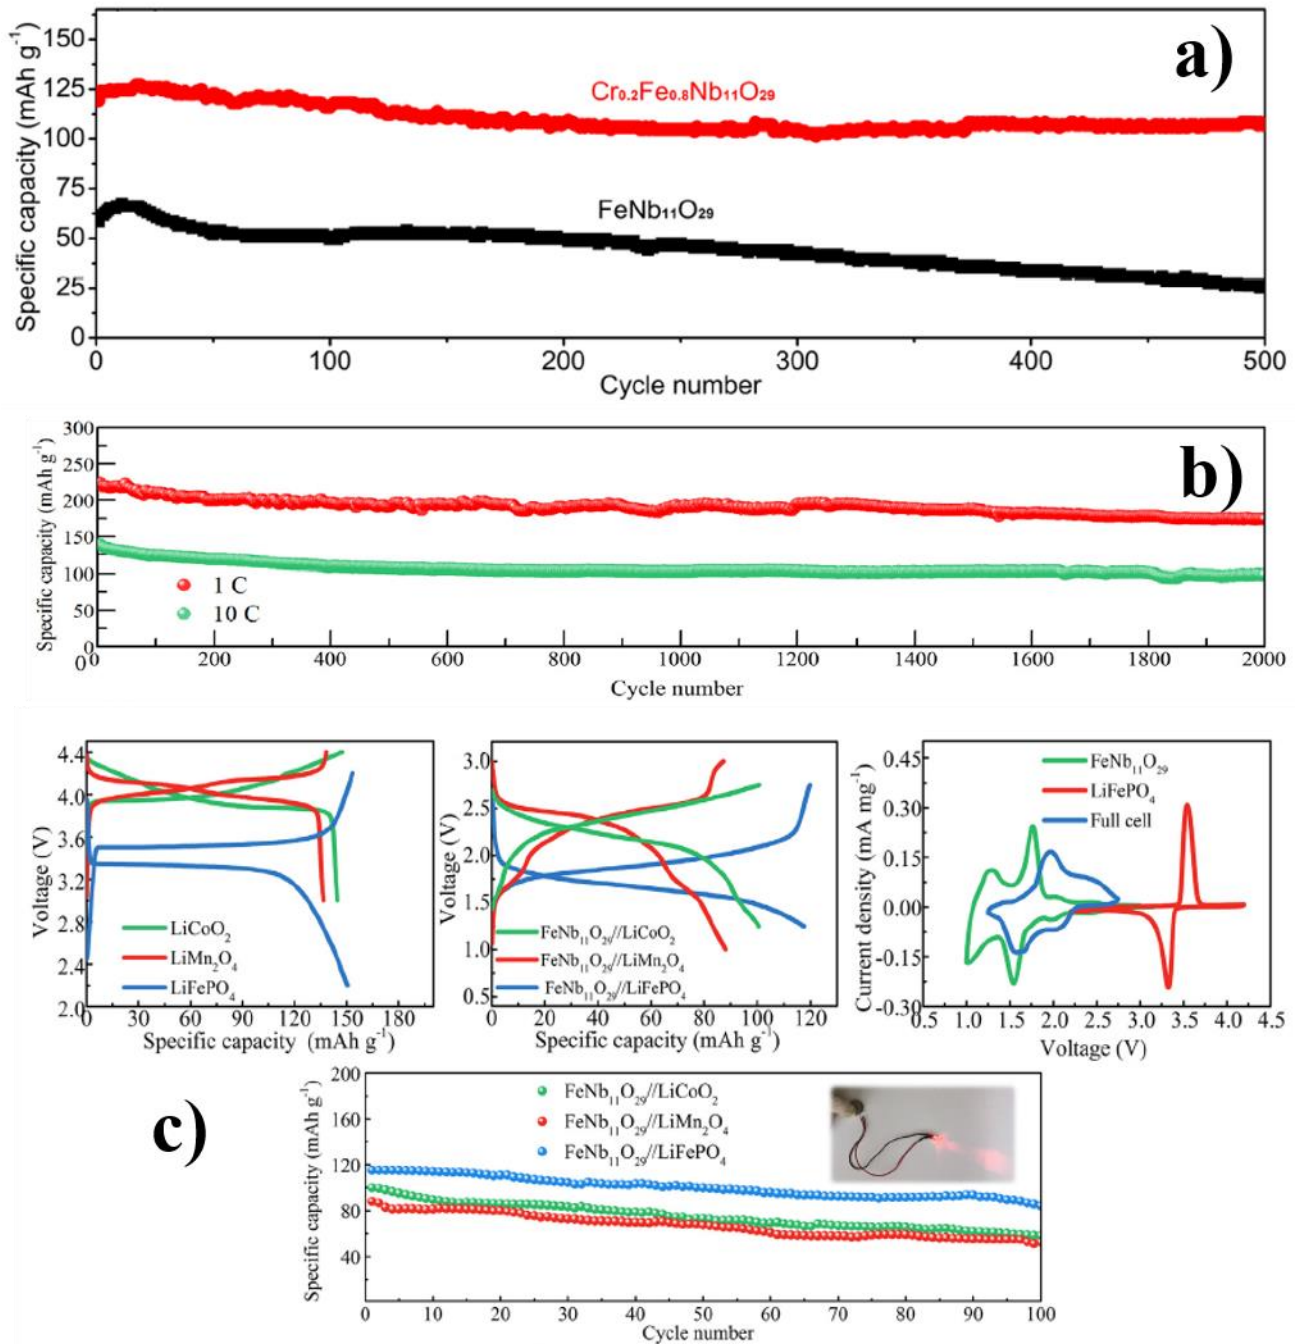 a)
Specific capacity (mAh g⁻¹)
150
125
100
75
50
25
0
Cr₀.₂Fe₀.₈Nb₁₁O₂₉
FeNb₁₁O₂₉
0 100 200 300 400 500
Cycle number
b)
Specific capacity (mAh g⁻¹)
300
250
200
150
100
50
0
1 C
10 C
0 200 400 600 800 1000 1200 1400 1600 1800 2000
Cycle number
Voltage (V)
4.4
4.0
3.6
3.2
2.8
2.4
2.0
LiCoO₂
LiMn₂O₄
LiFePO₄
0 30 60 90 120 150 180
Specific capacity (mAh g⁻¹)
Voltage (V)
3.0
2.5
2.0
1.5
1.0
0.5
FeNb₁₁O₂₉//LiCoO₂
FeNb₁₁O₂₉//LiMn₂O₄
FeNb₁₁O₂₉//LiFePO₄
0 20 40 60 80 100 120
Specific capacity (mAh g⁻¹)
Current density (mA mg⁻¹)
0.45
0.30
0.15
0.00
-0.15
-0.30
FeNb₁₁O₂₉
LiFePO₄
Full cell
0.5 1.0 1.5 2.0 2.5 3.0 3.5 4.0 4.5
Voltage (V)
c)
Specific capacity (mAh g⁻¹)
200
160
120
80
40
FeNb₁₁O₂₉//LiCoO₂
FeNb₁₁O₂₉//LiMn₂O₄
FeNb₁₁O₂₉//LiFePO₄
0 10 20 30 40 50 60 70 80 90 100
Cycle number